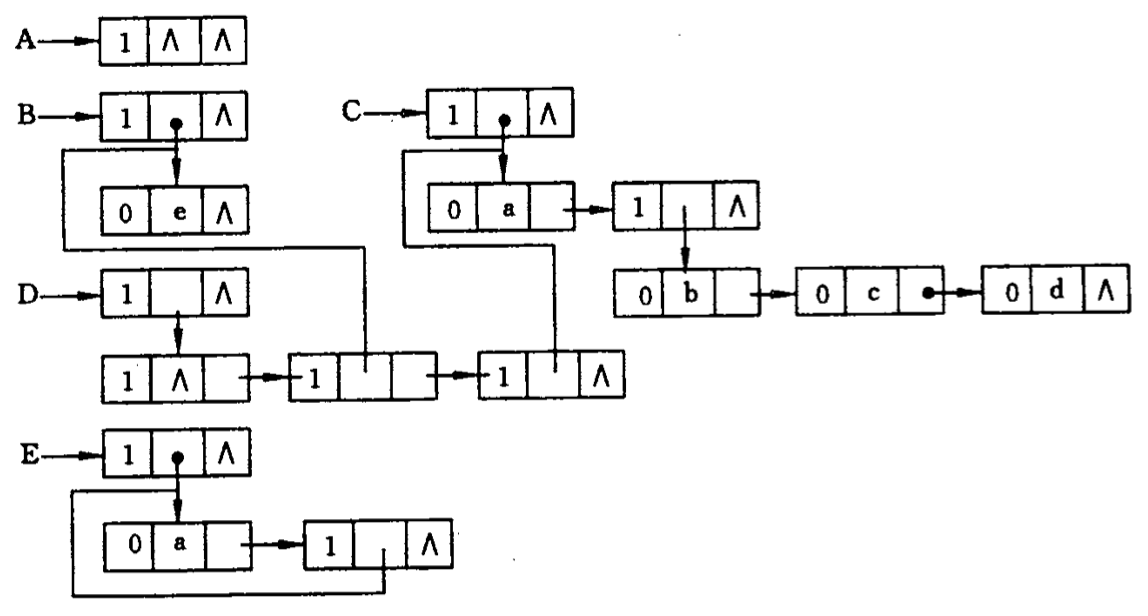 A 1 ∧ ∧
B 1 ∧
C 1 ∧
0 e ∧
0 a
1 ∧
D 1 ∧
0 b
0 c
0 d ∧
1 ∧
1
1 ∧
E 1 ∧
0 a
1 ∧